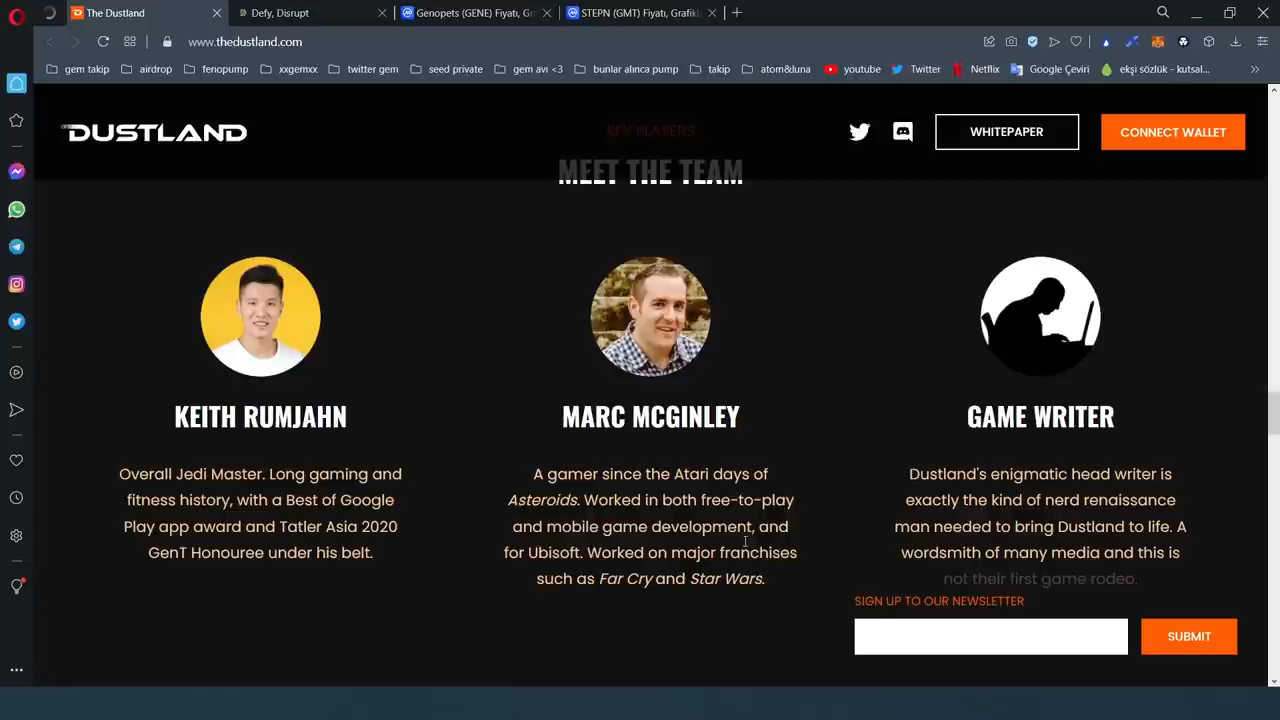 The Dustland
Defy, Disrupt
Genopets (GENE) Fiyatı, Gr
STEPN (GMT) Fiyatı, Grafikl
www.thedustland.com
gem takip
airdrop
fenopump
xxgemxx
twitter gem
seed private
gem avı <3
bunlar alınca pump
takip
atom&luna
youtube
Twitter
Netflix
Google Çeviri
ekşi sözlük - kutsal...
DUSTLAND
KEY PLAYERS
WHITEPAPER
CONNECT WALLET
MEET THE TEAM
KEITH RUMJAHN
Overall Jedi Master. Long gaming and
fitness history, with a Best of Google
Play app award and Tatler Asia 2020
GenT Honouree under his belt.
MARC MCGINLEY
A gamer since the Atari days of
Asteroids. Worked in both free-to-play
and mobile game development, and
for Ubisoft. Worked on major franchises
such as Far Cry and Star Wars.
GAME WRITER
Dustland's enigmatic head writer is
exactly the kind of nerd renaissance
man needed to bring Dustland to life. A
wordsmith of many media and this is
not their first game rodeo.
SIGN UP TO OUR NEWSLETTER
SUBMIT